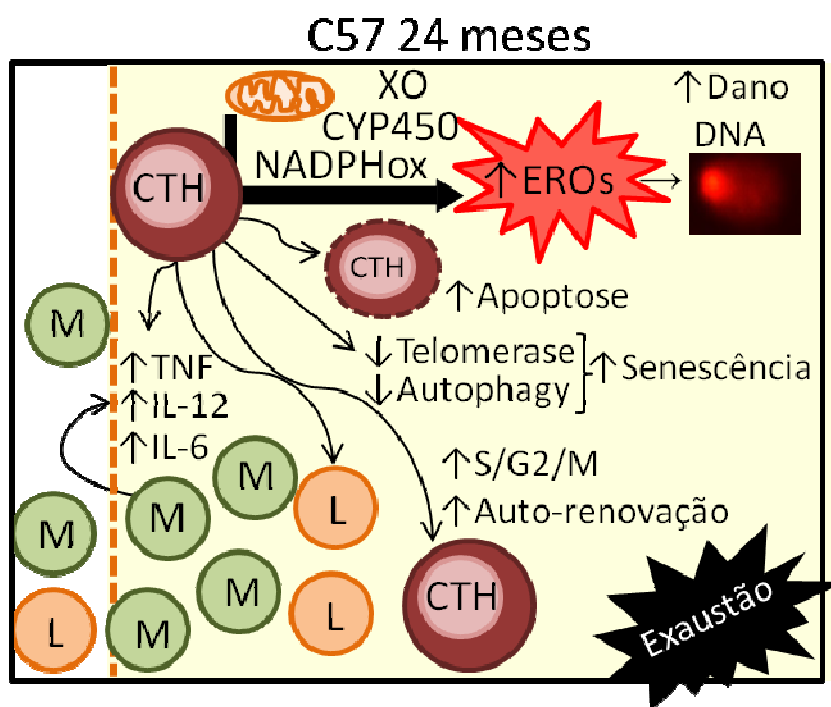 C57 24 meses
XO
CYP450
NADPHox
↑ Dano
DNA
CTH
↑ EROs
CTH
↑Apoptose
M
↑TNF
↑IL-12
↑IL-6
↓Telomerase
↓Autophagy
↑Senescência
↑S/G2/M
↑Auto-renovação
M
M
L
M
M
CTH
L
L
M
Exaustão